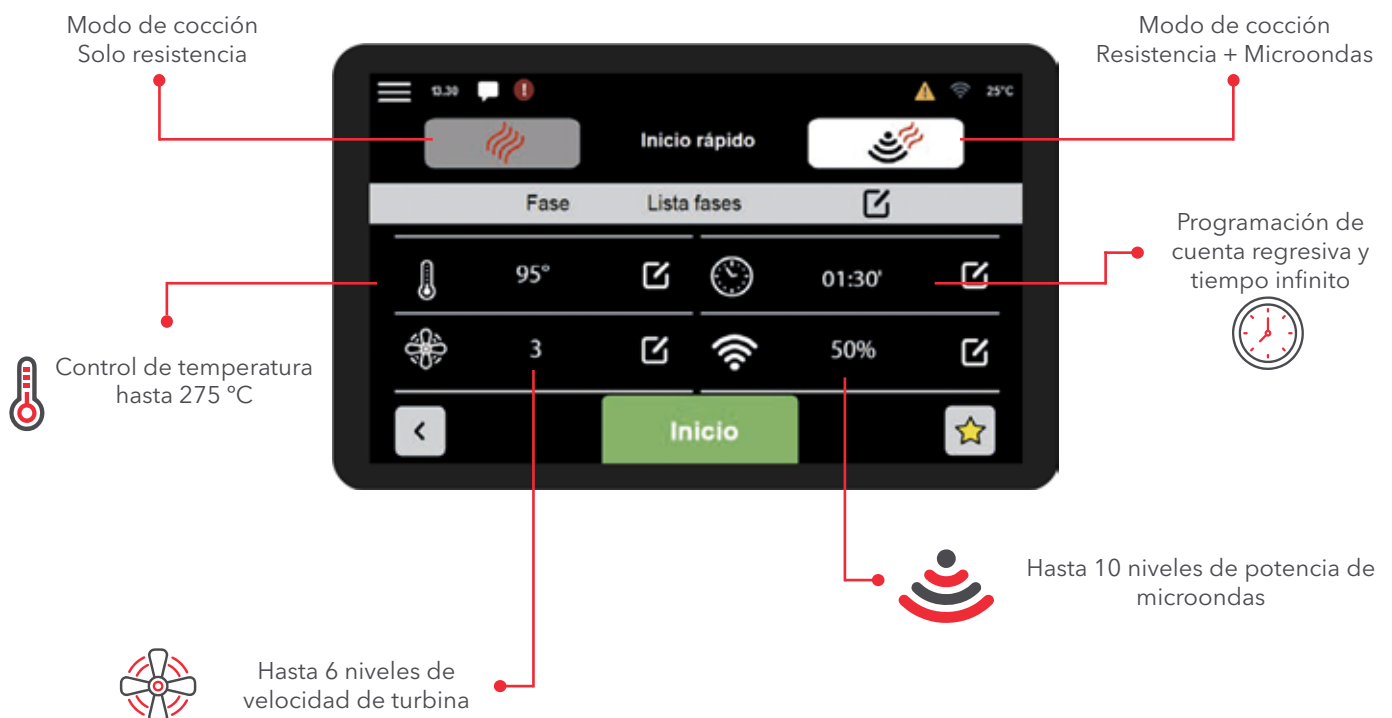 Modo de cocción
Solo resistencia
Modo de cocción
Resistencia + Microondas
13.30
25°C
Inicio rápido
Fase Lista fases
95° 01:30'
3 50%
Inicio
Programación de
cuenta regresiva y
tiempo infinito
Control de temperatura
hasta 275 ºC
Hasta 10 niveles de potencia de
microondas
Hasta 6 niveles de
velocidad de turbina